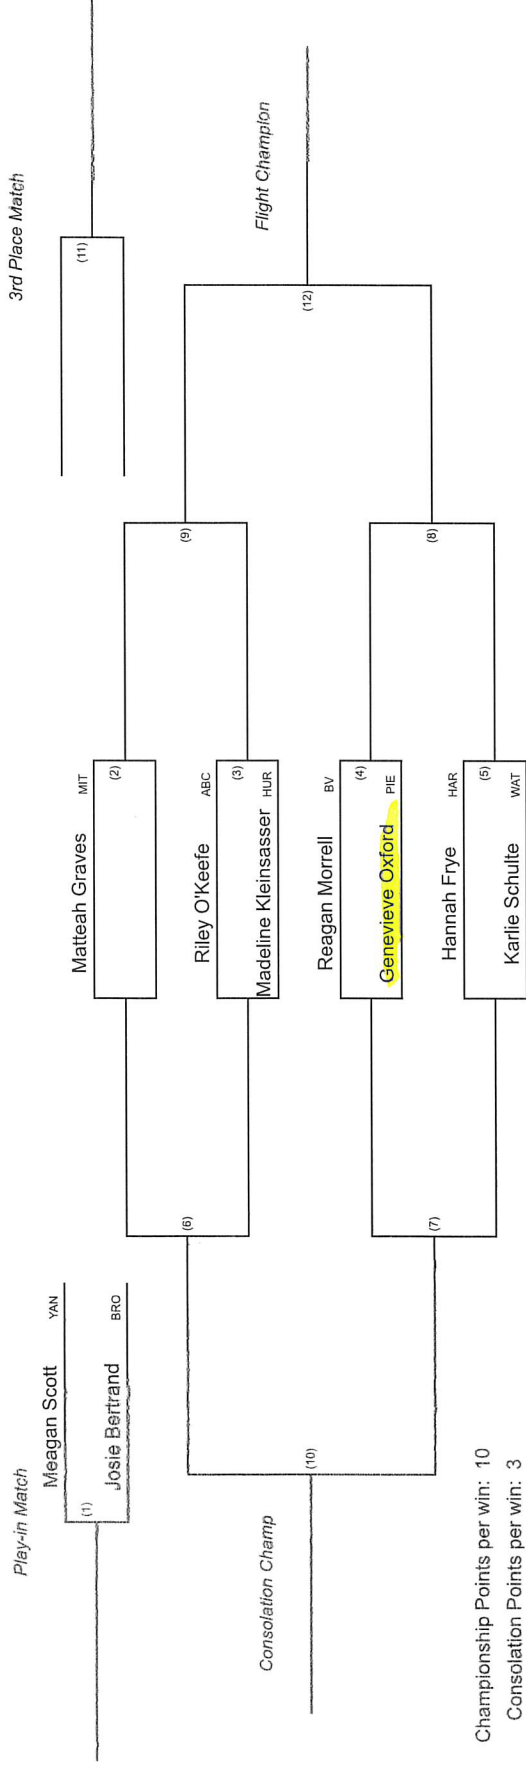 Play-in Match
Meagan Scott YAN
(1)
Josie Bertrand BRO
3rd Place Match
(11)
Matteah Graves MIT
(2)
Riley O'Keefe ABC
(3)
Madeline Kleinsasser HUR
Reagan Morrell BV
(4)
Genevieve Oxford PIE
Hannah Frye HAR
(5)
Karlie Schulte WAT
(6)
(7)
(9)
(8)
Consolation Champ
(10)
Flight Champion
(12)
Championship Points per win: 10
Consolation Points per win: 3